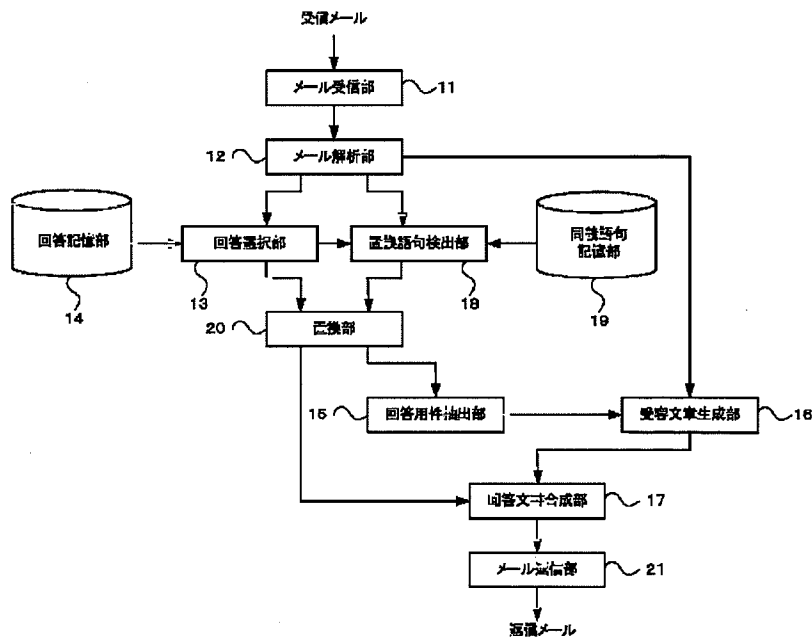 受信メール
メール受信部
11
12
メール解析部
回答記憶部
回答選択部
置換語句検出部
同義語句
記憶部
14
13
18
19
20
置換部
15
回答用件抽出部
受容文章生成部
16
回答文章合成部
17
メール返信部
21
返信メール